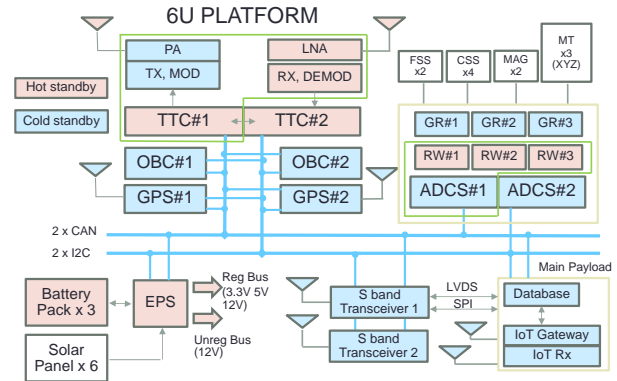 6U PLATFORM
PA
LNA
TX, MOD
RX, DEMOD
FSS
x2
CSS
x4
MAG
x2
MT
x3
(XYZ)
Hot standby
Cold standby
TTC#1
TTC#2
GR#1
GR#2
GR#3
RW#1
RW#2
RW#3
OBC#1
OBC#2
GPS#1
GPS#2
ADCS#1
ADCS#2
2 x CAN
2 x I2C
Main Payload
Battery
Pack x 3
EPS
Reg Bus
(3.3V 5V
12V)
Unreg Bus
(12V)
Solar
Panel x 6
S band
Transceiver 1
S band
Transceiver 2
LVDS
SPI
Database
IoT Gateway
IoT Rx